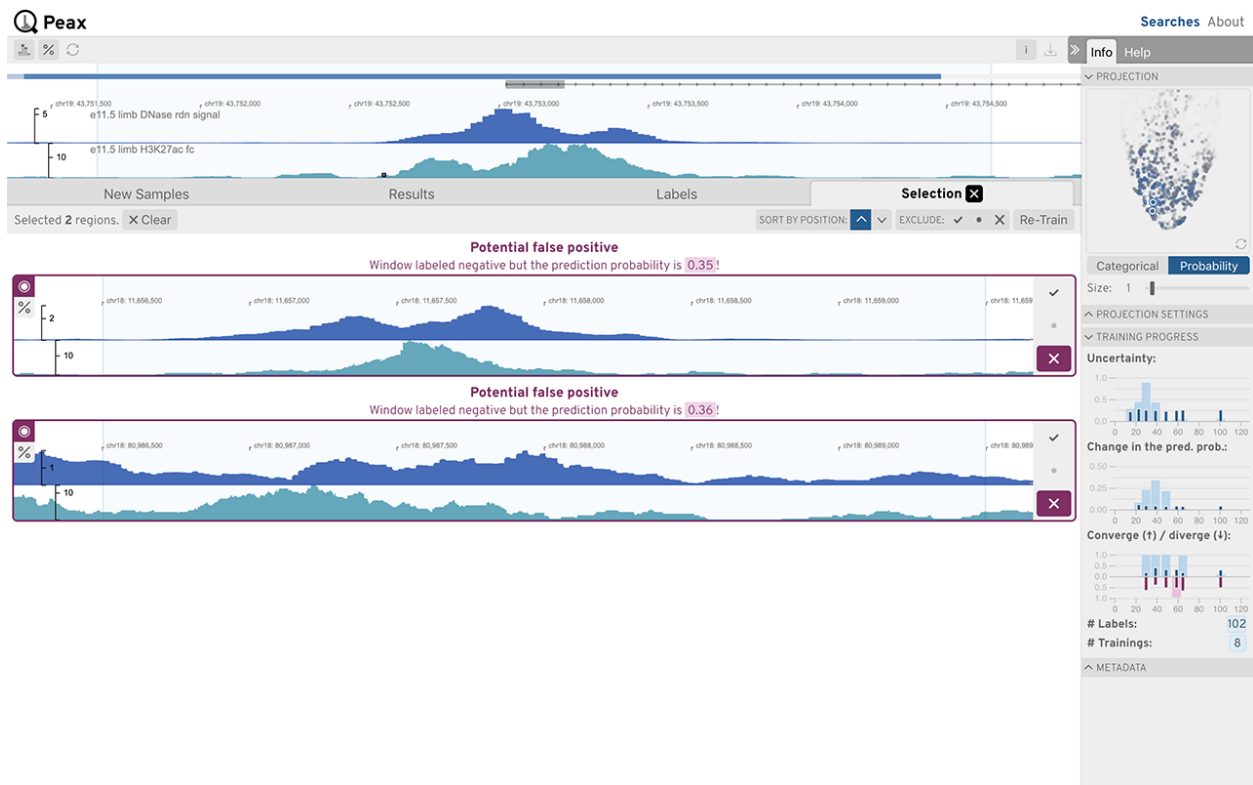 Peax
Searches About
% i Info Help
PROJECTION
chr19: 43,751,500 chr19: 43,752,000 chr19: 43,752,500 chr19: 43,753,000 chr19: 43,753,500 chr19: 43,754,000 chr19: 43,754,500
5 e11.5 limb DNase rdn signal
10 e11.5 limb H3K27ac fc
New Samples Results Labels Selection
Selected 2 regions. Clear SORT BY POSITION: EXCLUDE: Re-Train
Potential false positive
Window labeled negative but the prediction probability is 0.35!
%
chr18: 11,656,500 chr18: 11,657,000 chr18: 11,657,500 chr18: 11,658,000 chr18: 11,658,500 chr18: 11,659,000 chr18: 11,659
2
10
Potential false positive
Window labeled negative but the prediction probability is 0.36!
%
chr18: 80,986,500 chr18: 80,987,000 chr18: 80,987,500 chr18: 80,988,000 chr18: 80,988,500 chr18: 80,989,000 chr18: 80,989
1
10
Categorical Probability
Size: 1
PROJECTION SETTINGS
TRAINING PROGRESS
Uncertainty:
1.0
0.5
0.0
0 20 40 60 80 100 120
Change in the pred. prob.:
0.50
0.25
0.00
0 20 40 60 80 100 120
Converge (↑) / diverge (↓):
1.0
0.5
0.0
0.5
1.0
0 20 40 60 80 100 120
# Labels: 102
# Trainings: 8
METADATA